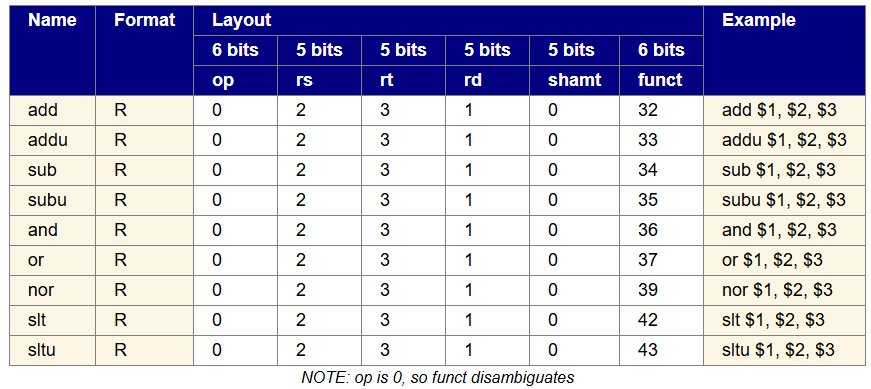 Name Format Layout Example
6 bits 5 bits 5 bits 5 bits 5 bits 6 bits
op rs rt rd shamt funct
add R 0 2 3 1 0 32 add $1, $2, $3
addu R 0 2 3 1 0 33 addu $1, $2, $3
sub R 0 2 3 1 0 34 sub $1, $2, $3
subu R 0 2 3 1 0 35 subu $1, $2, $3
and R 0 2 3 1 0 36 and $1, $2, $3
or R 0 2 3 1 0 37 or $1, $2, $3
nor R 0 2 3 1 0 39 nor $1, $2, $3
slt R 0 2 3 1 0 42 slt $1, $2, $3
sltu R 0 2 3 1 0 43 sltu $1, $2, $3
NOTE: op is 0, so funct disambiguates